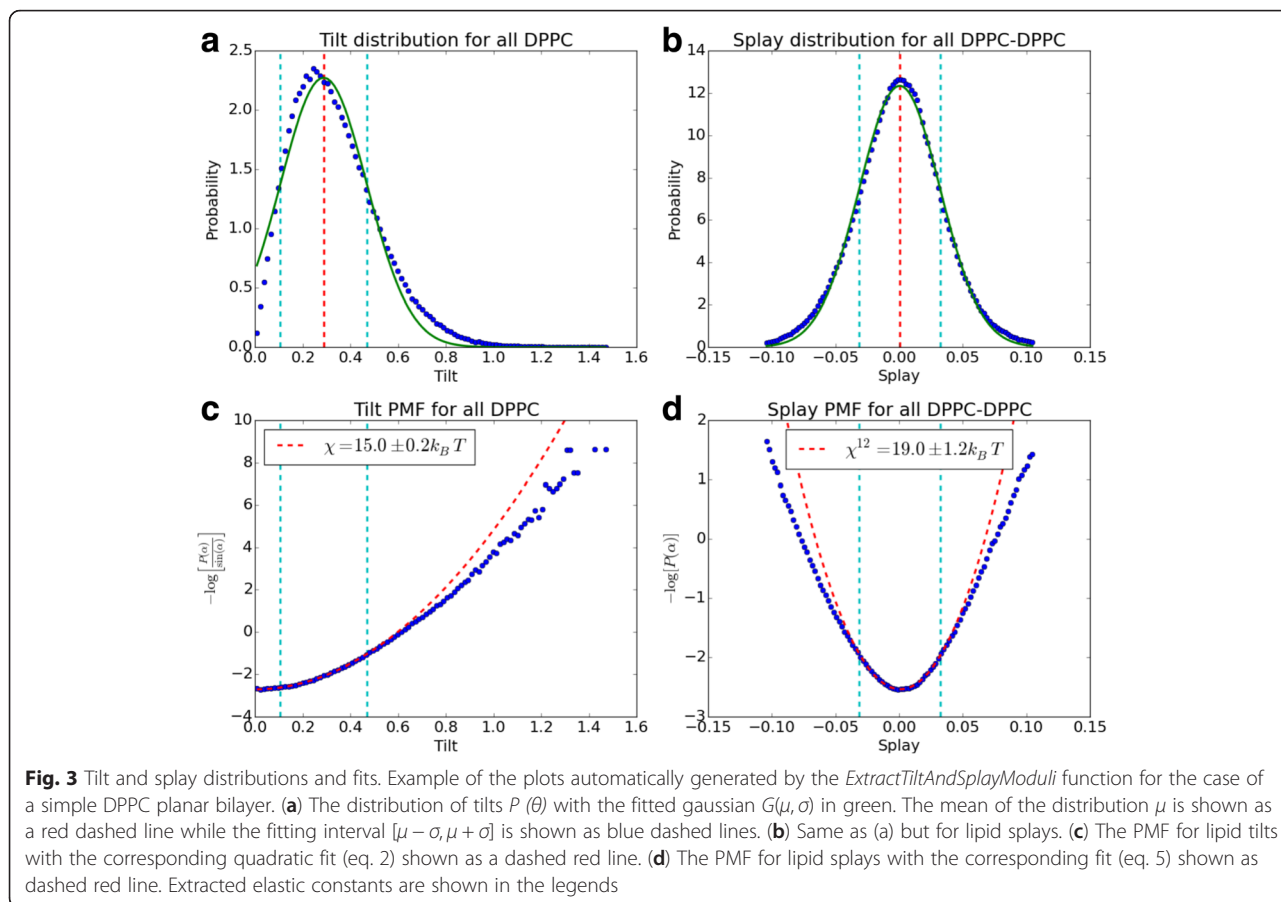 a
Tilt distribution for all DPPC
2.5
2.0
1.5
1.0
0.5
0.0
Probability
0.0 0.2 0.4 0.6 0.8 1.0 1.2 1.4 1.6
Tilt
b
Splay distribution for all DPPC-DPPC
14
12
10
8
6
4
2
0
Probability
−0.15 −0.10 −0.05 0.00 0.05 0.10 0.15
Splay
c
Tilt PMF for all DPPC
10
8
6
4
2
0
−2
−4
−log[P(α)/sin(α)]
χ = 15.0 ± 0.2k_B T
0.0 0.2 0.4 0.6 0.8 1.0 1.2 1.4 1.6
Tilt
d
Splay PMF for all DPPC-DPPC
2
1
0
−1
−2
−3
−log[P(α)]
χ¹² = 19.0 ± 1.2k_B T
−0.15 −0.10 −0.05 0.00 0.05 0.10 0.15
Splay
Fig. 3 Tilt and splay distributions and fits. Example of the plots automatically generated by the ExtractTiltAndSplayModuli function for the case of
a simple DPPC planar bilayer. (a) The distribution of tilts P (θ) with the fitted gaussian G(μ, σ) in green. The mean of the distribution μ is shown as
a red dashed line while the fitting interval [μ − σ, μ + σ] is shown as blue dashed lines. (b) Same as (a) but for lipid splays. (c) The PMF for lipid tilts
with the corresponding quadratic fit (eq. 2) shown as a dashed red line. (d) The PMF for lipid splays with the corresponding fit (eq. 5) shown as
dashed red line. Extracted elastic constants are shown in the legends